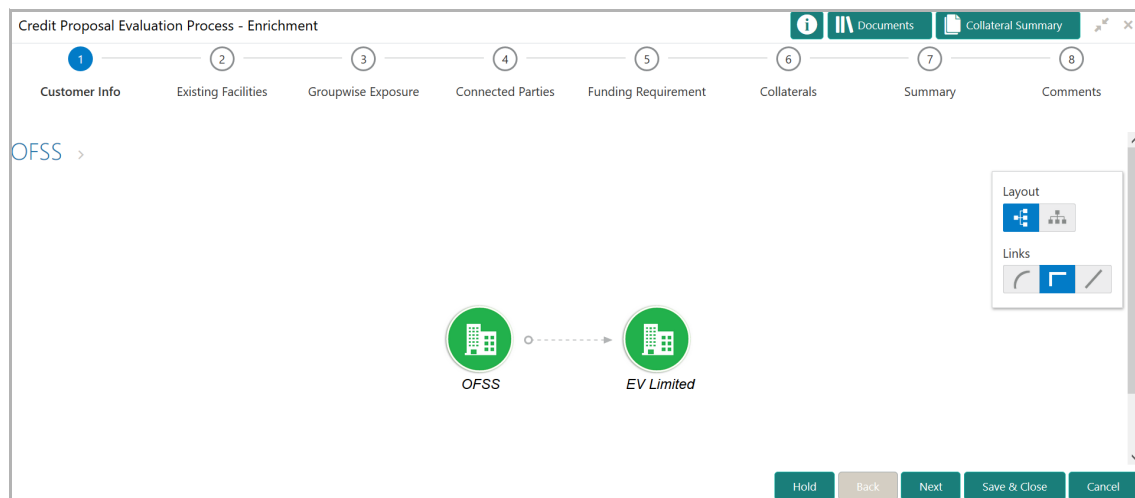 Credit Proposal Evaluation Process - Enrichment
Documents
Collateral Summary
1 2 3 4 5 6 7 8
Customer Info Existing Facilities Groupwise Exposure Connected Parties Funding Requirement Collaterals Summary Comments
OFSS
Layout
Links
OFSS EV Limited
Hold Back Next Save & Close Cancel